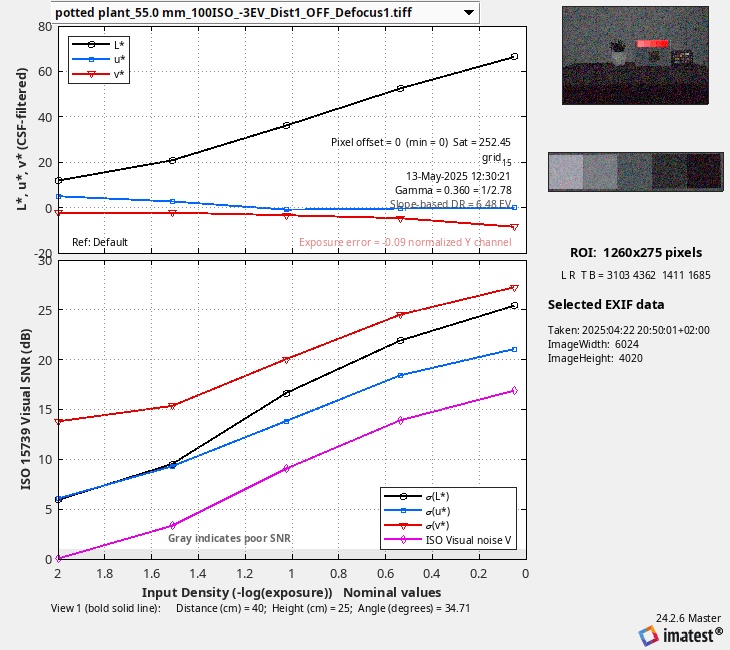 potted plant_55.0 mm_100ISO_-3EV_Dist1_OFF_Defocus1.tiff
L*, u*, v* (CSF-filtered)
80
60
40
20
0
-20
L*
u*
v*
Pixel offset = 0 (min = 0) Sat = 252.45
grid15
13-May-2025 12:30:21
Gamma = 0.360 = 1/2.78
Slope-based DR = 6.48 EV
Ref: Default
Exposure error = -0.09 normalized Y channel
ISO 15739 Visual SNR (dB)
30
25
20
15
10
5
0
σ(L*)
σ(u*)
σ(v*)
ISO Visual noise V
Gray indicates poor SNR
2 1.8 1.6 1.4 1.2 1 0.8 0.6 0.4 0.2 0
Input Density (-log(exposure)) Nominal values
View 1 (bold solid line): Distance (cm) = 40; Height (cm) = 25; Angle (degrees) = 34.71
ROI: 1260x275 pixels
L R T B = 3103 4362 1411 1685
Selected EXIF data
Taken: 2025:04:22 20:50:01+02:00
ImageWidth: 6024
ImageHeight: 4020
24.2.6 Master
imatest®